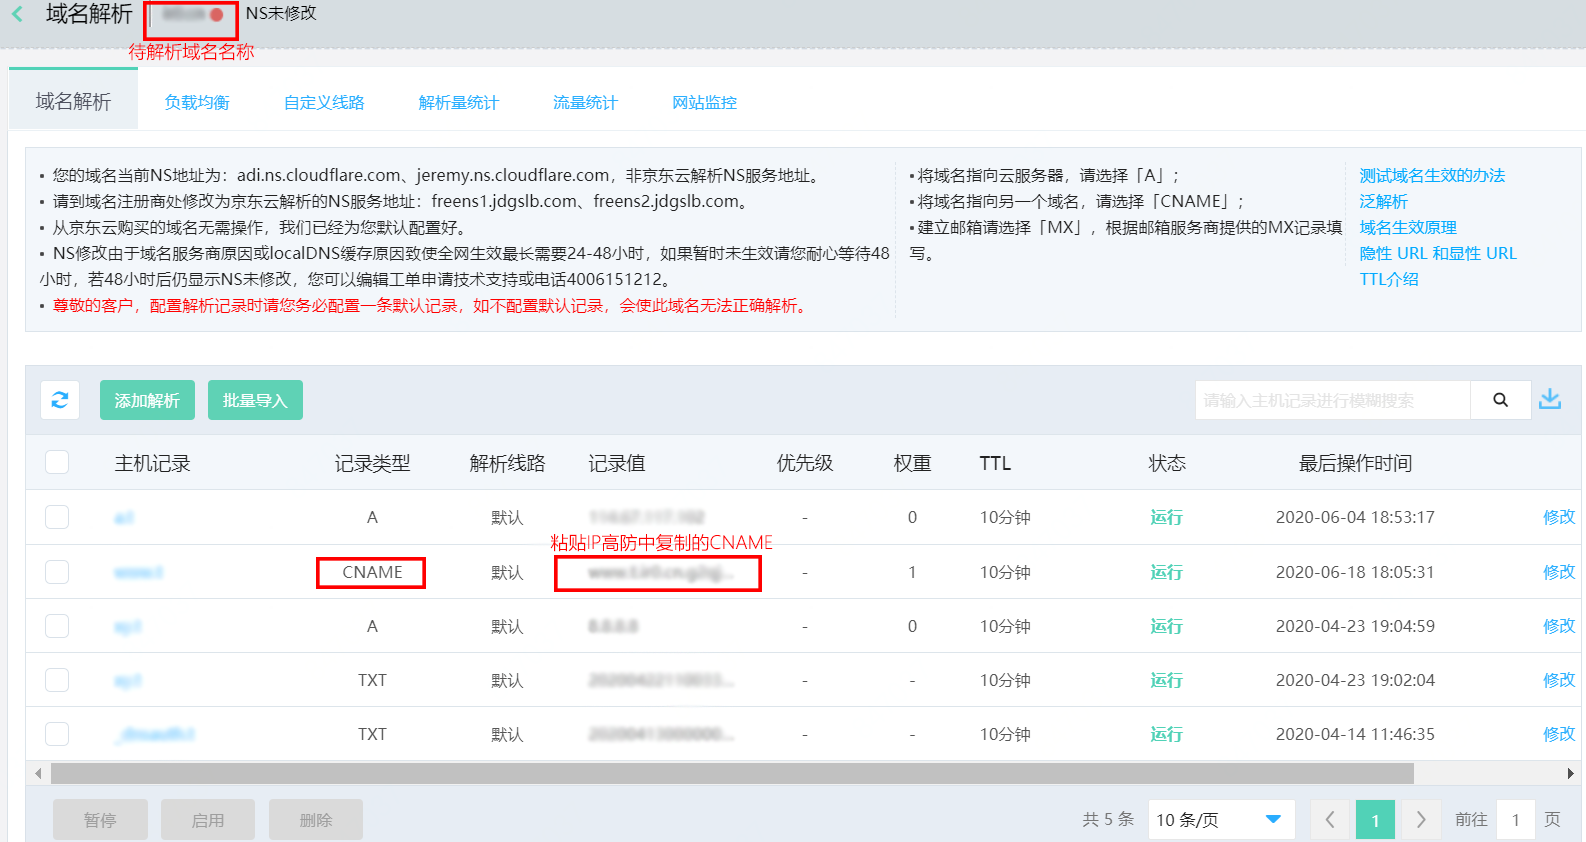 域名解析
NS未修改
待解析域名名称
域名解析 负载均衡 自定义线路 解析量统计 流量统计 网站监控
• 您的域名当前NS地址为：adi.ns.cloudflare.com、jeremy.ns.cloudflare.com，非京东云解析NS服务地址。
• 请到域名注册商处修改为京东云解析的NS服务地址：freens1.jdgslb.com、freens2.jdgslb.com。
• 从京东云购买的域名无需操作，我们已经为您默认配置好。
• NS修改由于域名服务商原因或localDNS缓存原因致使全网生效最长需要24-48小时，如果暂时未生效请您耐心等待48
小时，若48小时后仍显示NS未修改，您可以编辑工单申请技术支持或电话4006151212。
• 尊敬的客户，配置解析记录时请您务必配置一条默认记录，如不配置默认记录，会使此域名无法正确解析。
• 将域名指向云服务器，请选择「A」；
• 将域名指向另一个域名，请选择「CNAME」；
• 建立邮箱请选择「MX」，根据邮箱服务商提供的MX记录填
写。
测试域名生效的办法
泛解析
域名生效原理
隐性 URL 和显性 URL
TTL介绍
添加解析 批量导入 请输入主机记录进行模糊搜索
主机记录 记录类型 解析线路 记录值 优先级 权重 TTL 状态 最后操作时间
A 默认 - 0 10分钟 运行 2020-06-04 18:53:17 修改
粘贴IP高防中复制的CNAME
CNAME 默认 - 1 10分钟 运行 2020-06-18 18:05:31 修改
A 默认 8.8.8.8 - 0 10分钟 运行 2020-04-23 19:04:59 修改
TXT 默认 - - 10分钟 运行 2020-04-23 19:02:04 修改
TXT 默认 - - 10分钟 运行 2020-04-14 11:46:35 修改
暂停 启用 删除 共 5 条 10 条/页 1 前往 1 页